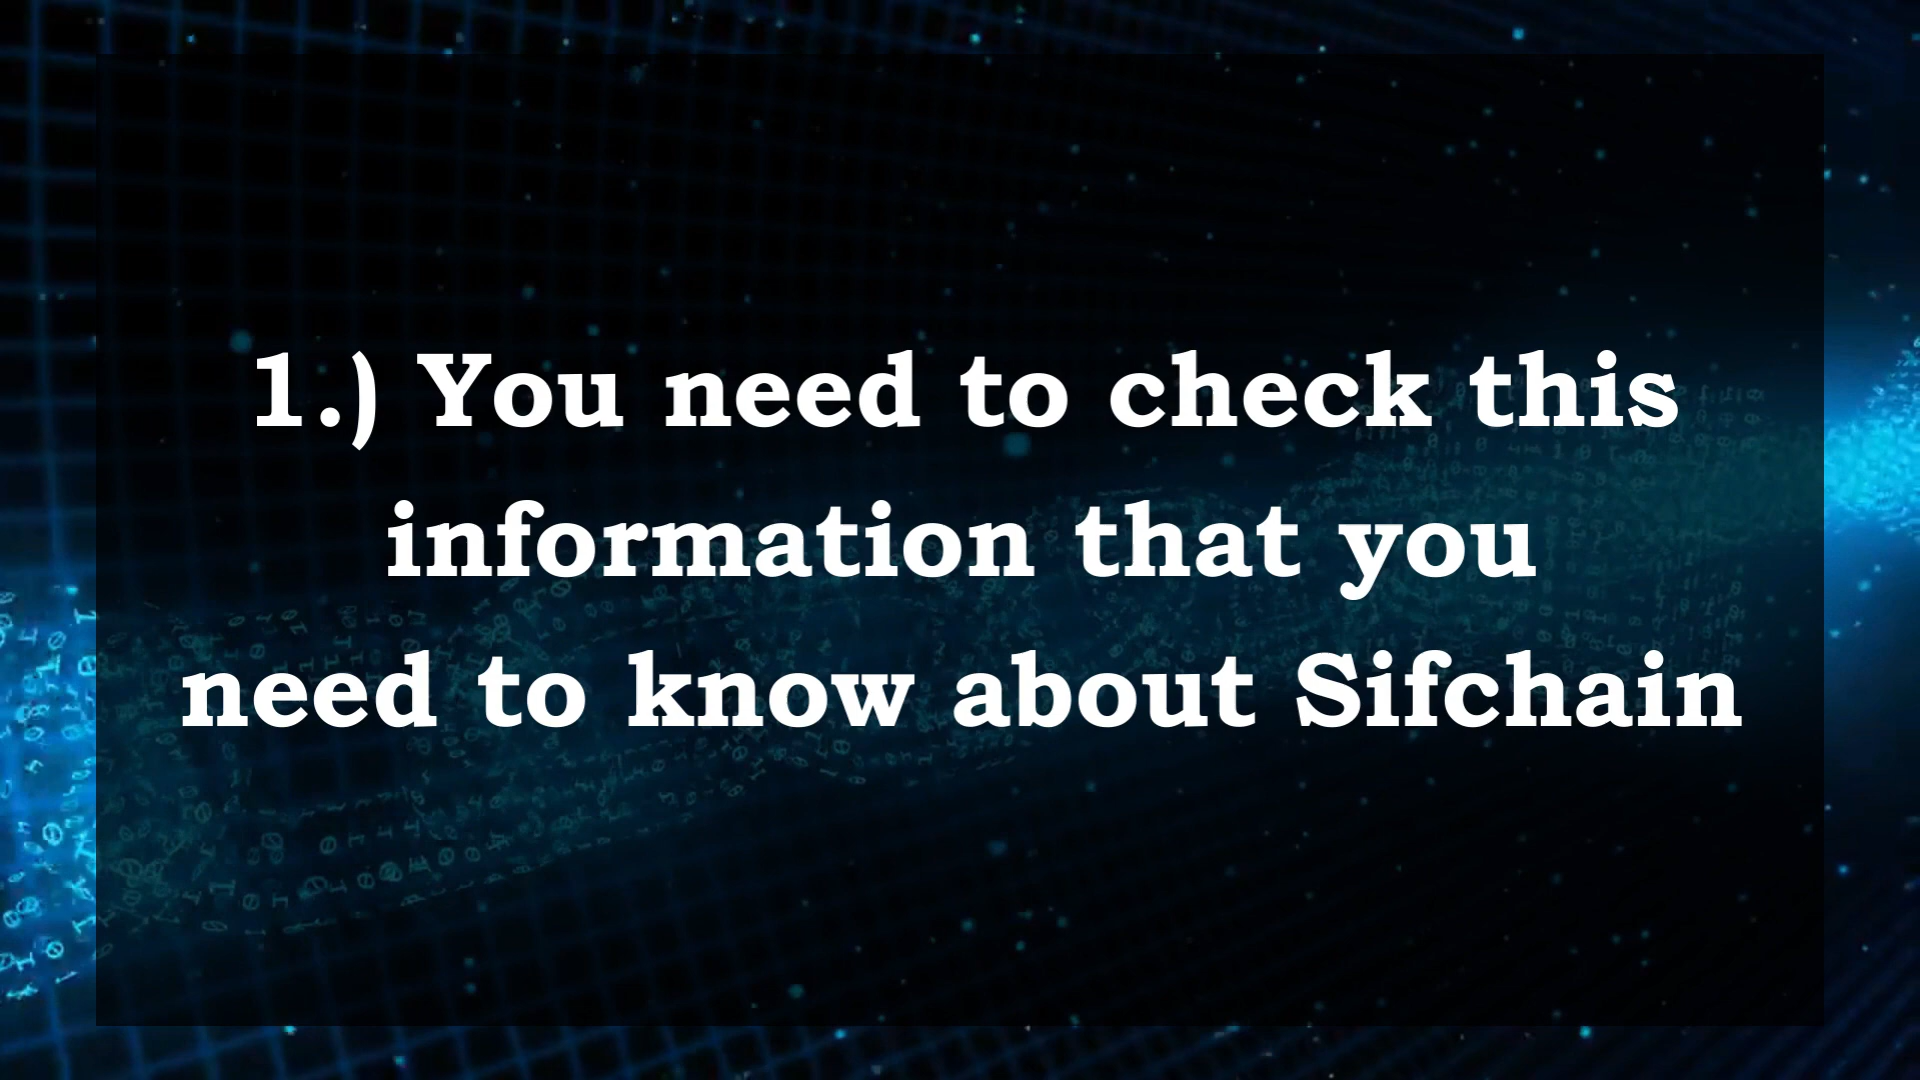 1.) You need to check this
information that you
need to know about Sifchain